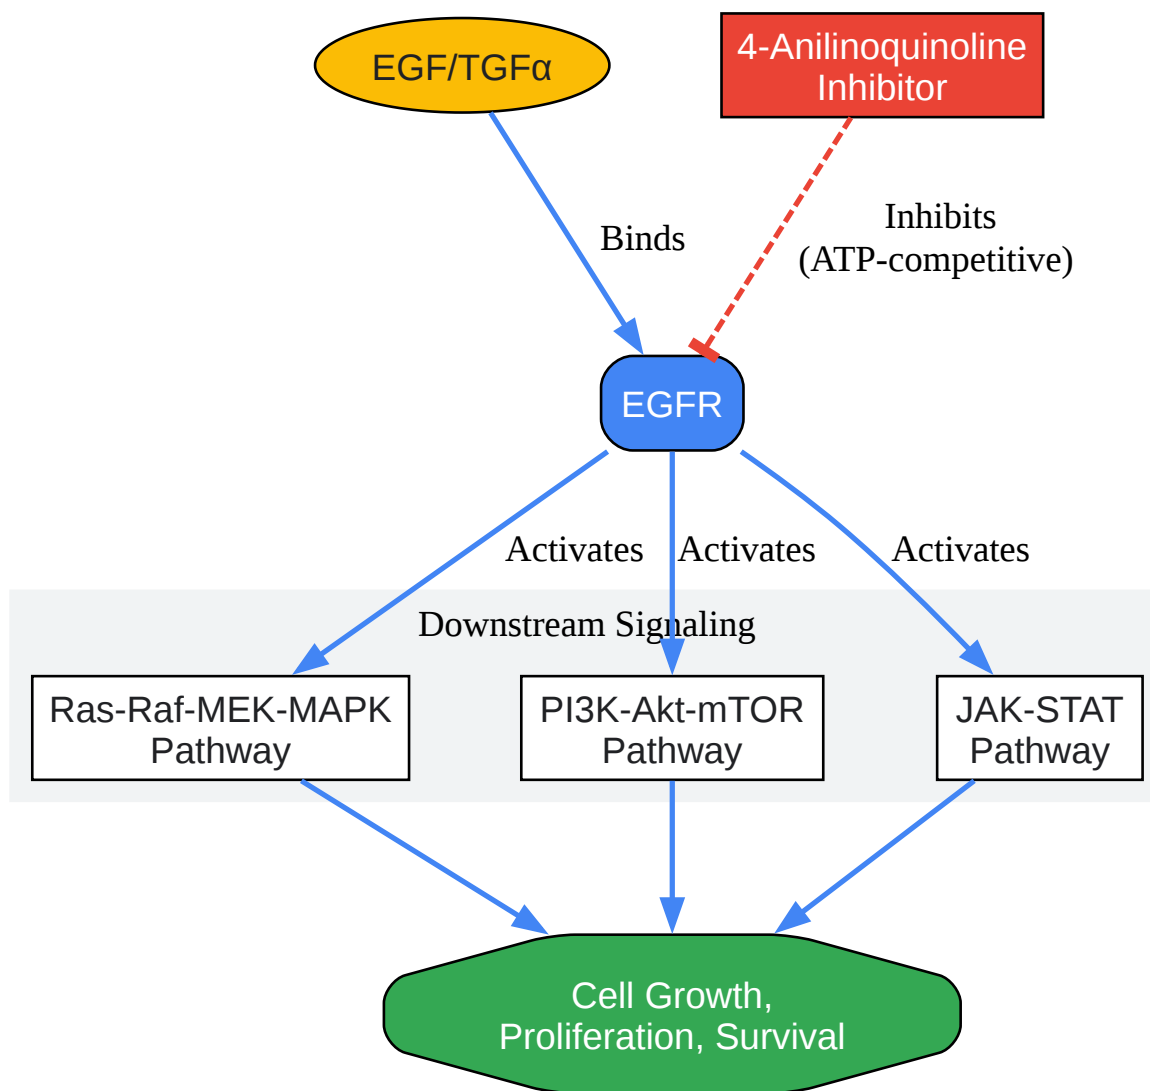 EGF/TGFα
4-Anilinoquinoline
Inhibitor
Binds
Inhibits
(ATP-competitive)
EGFR
Activates
Activates
Activates
Downstream Signaling
Ras-Raf-MEK-MAPK
Pathway
PI3K-Akt-mTOR
Pathway
JAK-STAT
Pathway
Cell Growth,
Proliferation, Survival